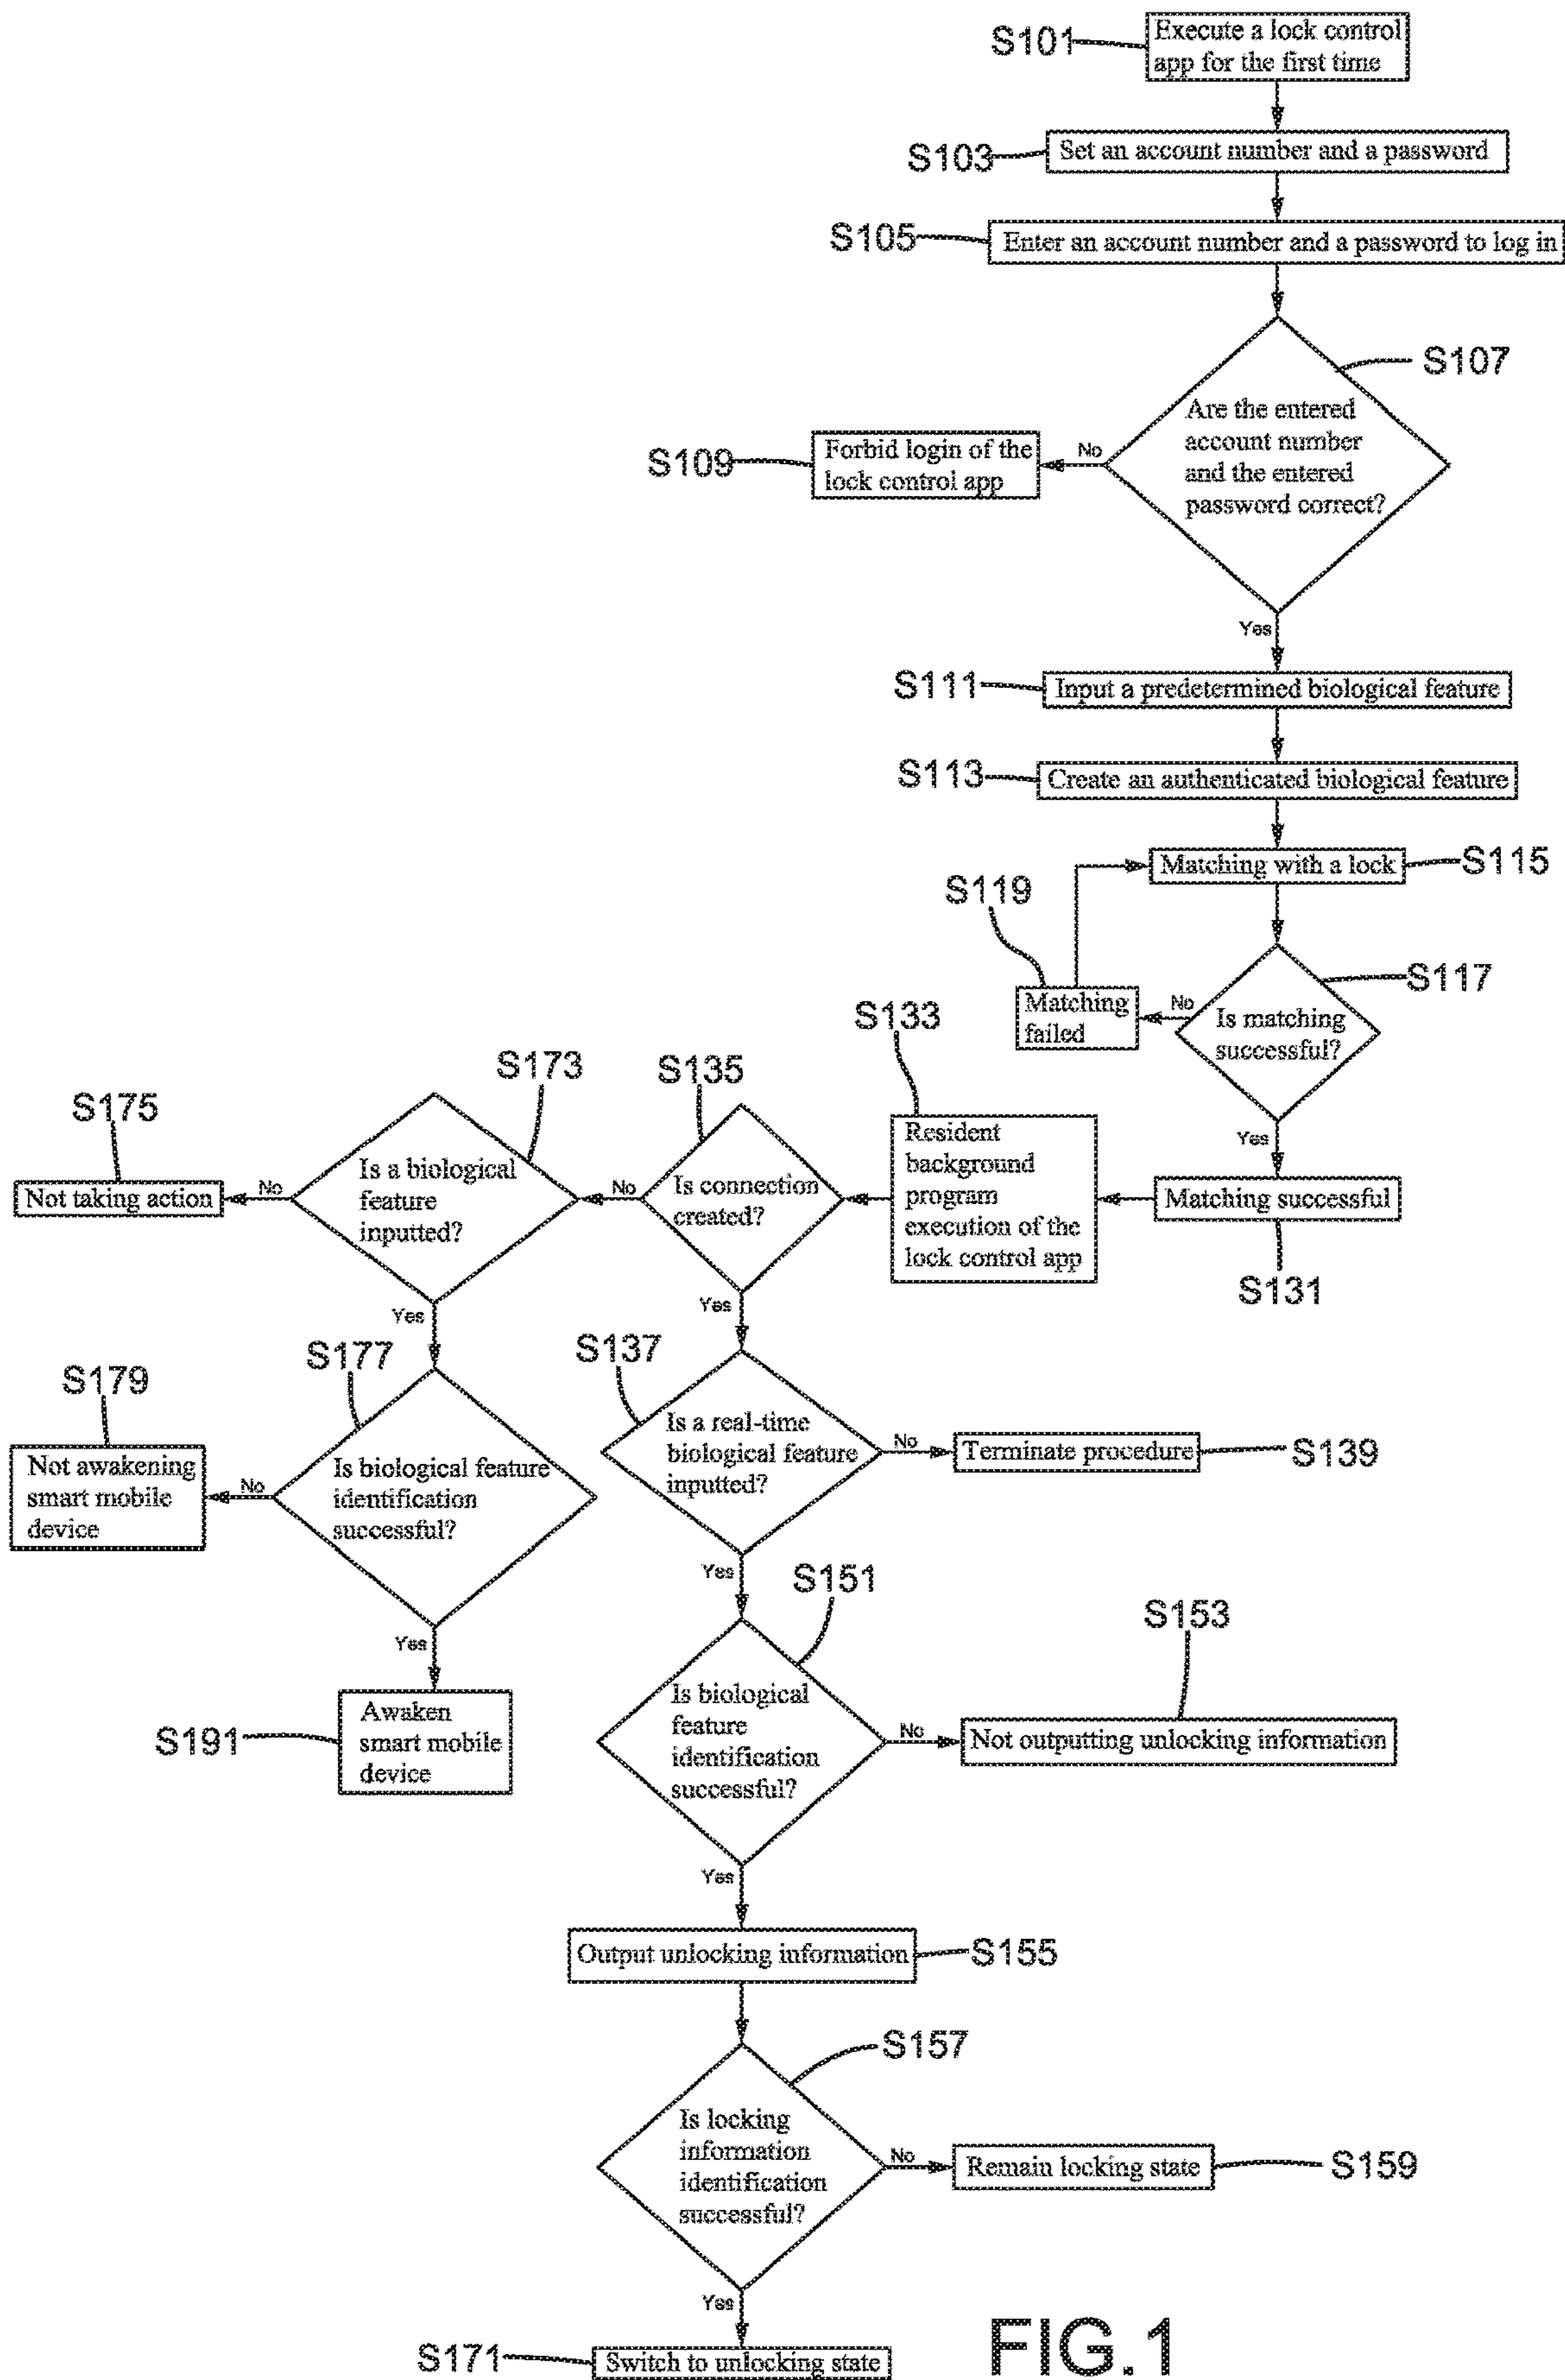 S101
Execute a lock control
app for the first time
S103
Set an account number and a password
S105
Enter an account number and a password to log in
S107
Are the entered
account number
and the entered
password correct?
No
S109
Forbid login of the
lock control app
Yes
S111
Input a predetermined biological feature
S113
Create an authenticated biological feature
Matching with a lock
S115
S119
S117
Matching
failed
No
Is matching
successful?
Yes
S133
Resident
background
program
execution of the
lock control app
Matching successful
S131
S135
Is connection
created?
No
S173
Is a biological
feature
inputted?
No
S175
Not taking action
Yes
S177
Is biological feature
identification
successful?
No
S179
Not awakening
smart mobile
device
Yes
S191
Awaken
smart mobile
device
Yes
S137
Is a real-time
biological feature
inputted?
No
Terminate procedure
S139
Yes
S151
Is biological
feature
identification
successful?
No
S153
Not outputting unlocking information
Yes
Output unlocking information
S155
S157
Is locking
information
identification
successful?
No
Remain locking state
S159
Yes
S171
Switch to unlocking state
FIG.1